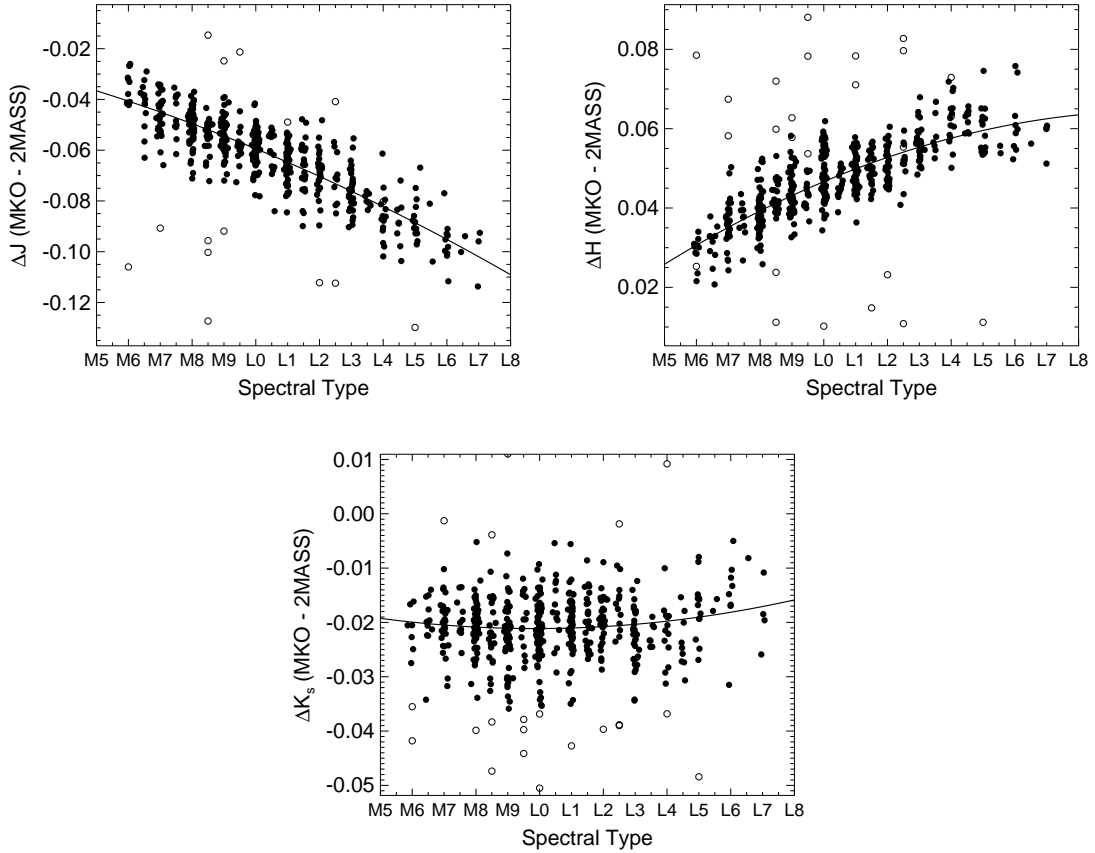 ΔJ (MKO - 2MASS)
-0.02
-0.04
-0.06
-0.08
-0.10
-0.12
M5 M6 M7 M8 M9 L0 L1 L2 L3 L4 L5 L6 L7 L8
Spectral Type
ΔH (MKO - 2MASS)
0.08
0.06
0.04
0.02
M5 M6 M7 M8 M9 L0 L1 L2 L3 L4 L5 L6 L7 L8
Spectral Type
ΔKs (MKO - 2MASS)
0.01
0.00
-0.01
-0.02
-0.03
-0.04
-0.05
M5 M6 M7 M8 M9 L0 L1 L2 L3 L4 L5 L6 L7 L8
Spectral Type